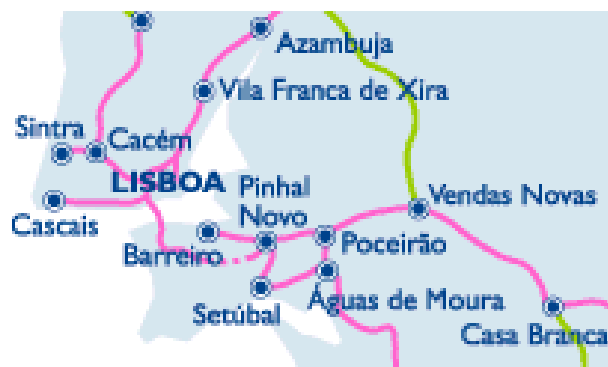 Azambuja
Vila Franca de Xira
Sintra
Cacém
LISBOA
Pinhal
Novo
Vendas Novas
Cascais
Barreiro
Poceirão
Setúbal
Águas de Moura
Casa Branca